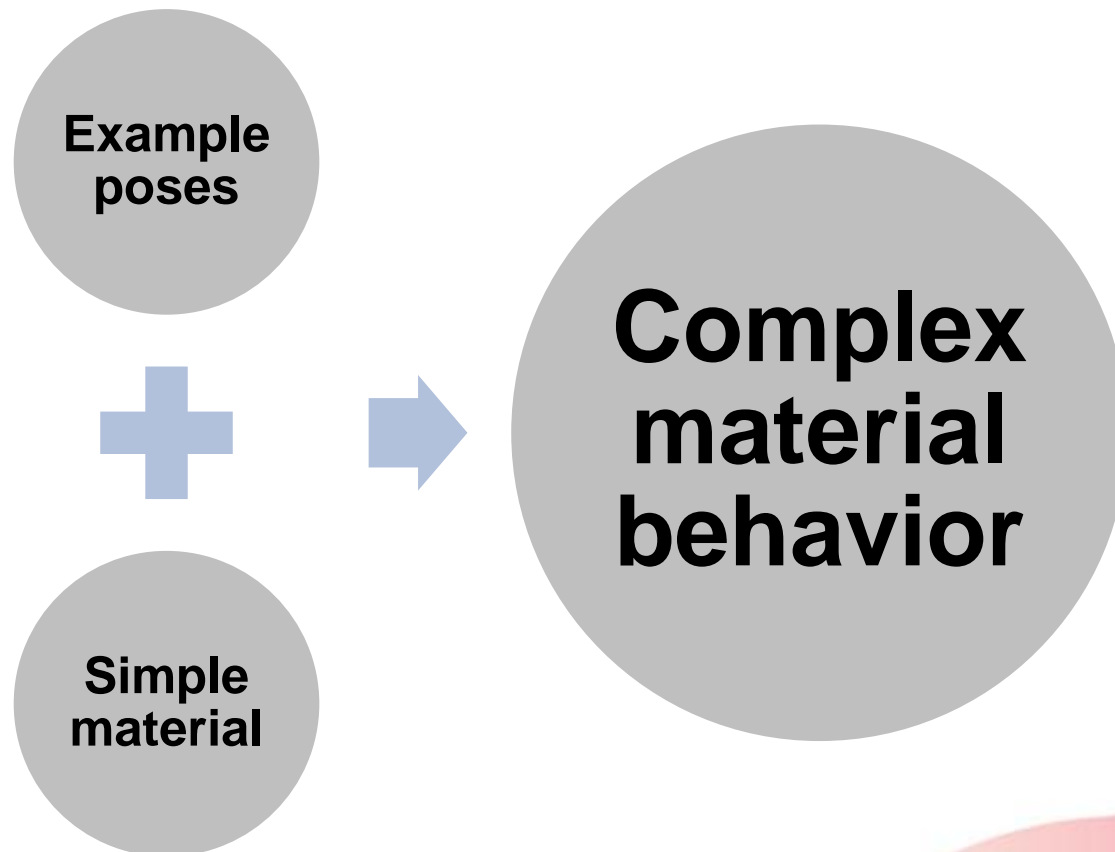 Example
poses
Simple
material
Complex
material
behavior